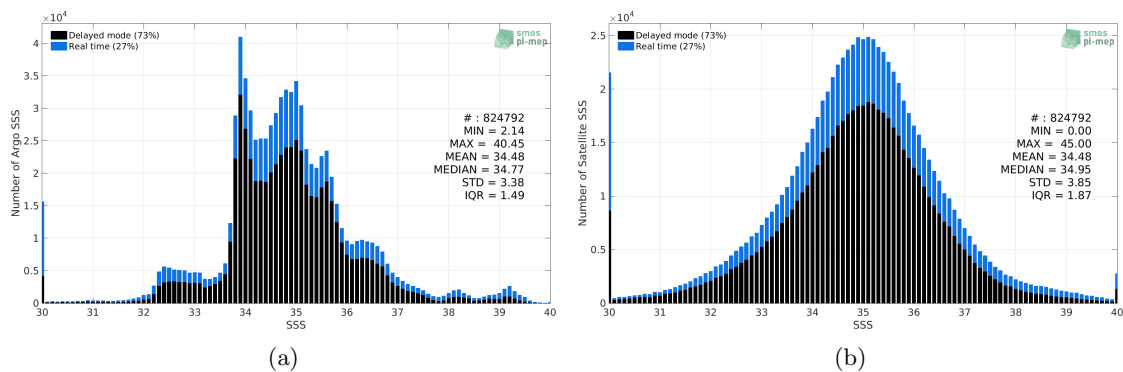 ×10⁴
Delayed mode (73%)
Real time (27%)
smos
pi-mep
# : 824792
MIN = 2.14
MAX = 40.45
MEAN = 34.48
MEDIAN = 34.77
STD = 3.38
IQR = 1.49
Number of Argo SSS
4
3.5
3
2.5
2
1.5
1
0.5
0
30 31 32 33 34 35 36 37 38 39 40
SSS
(a)
×10⁴
Delayed mode (73%)
Real time (27%)
smos
pi-mep
# : 824792
MIN = 0.00
MAX = 45.00
MEAN = 34.48
MEDIAN = 34.95
STD = 3.85
IQR = 1.87
Number of Satellite SSS
2.5
2
1.5
1
0.5
0
30 31 32 33 34 35 36 37 38 39 40
SSS
(b)